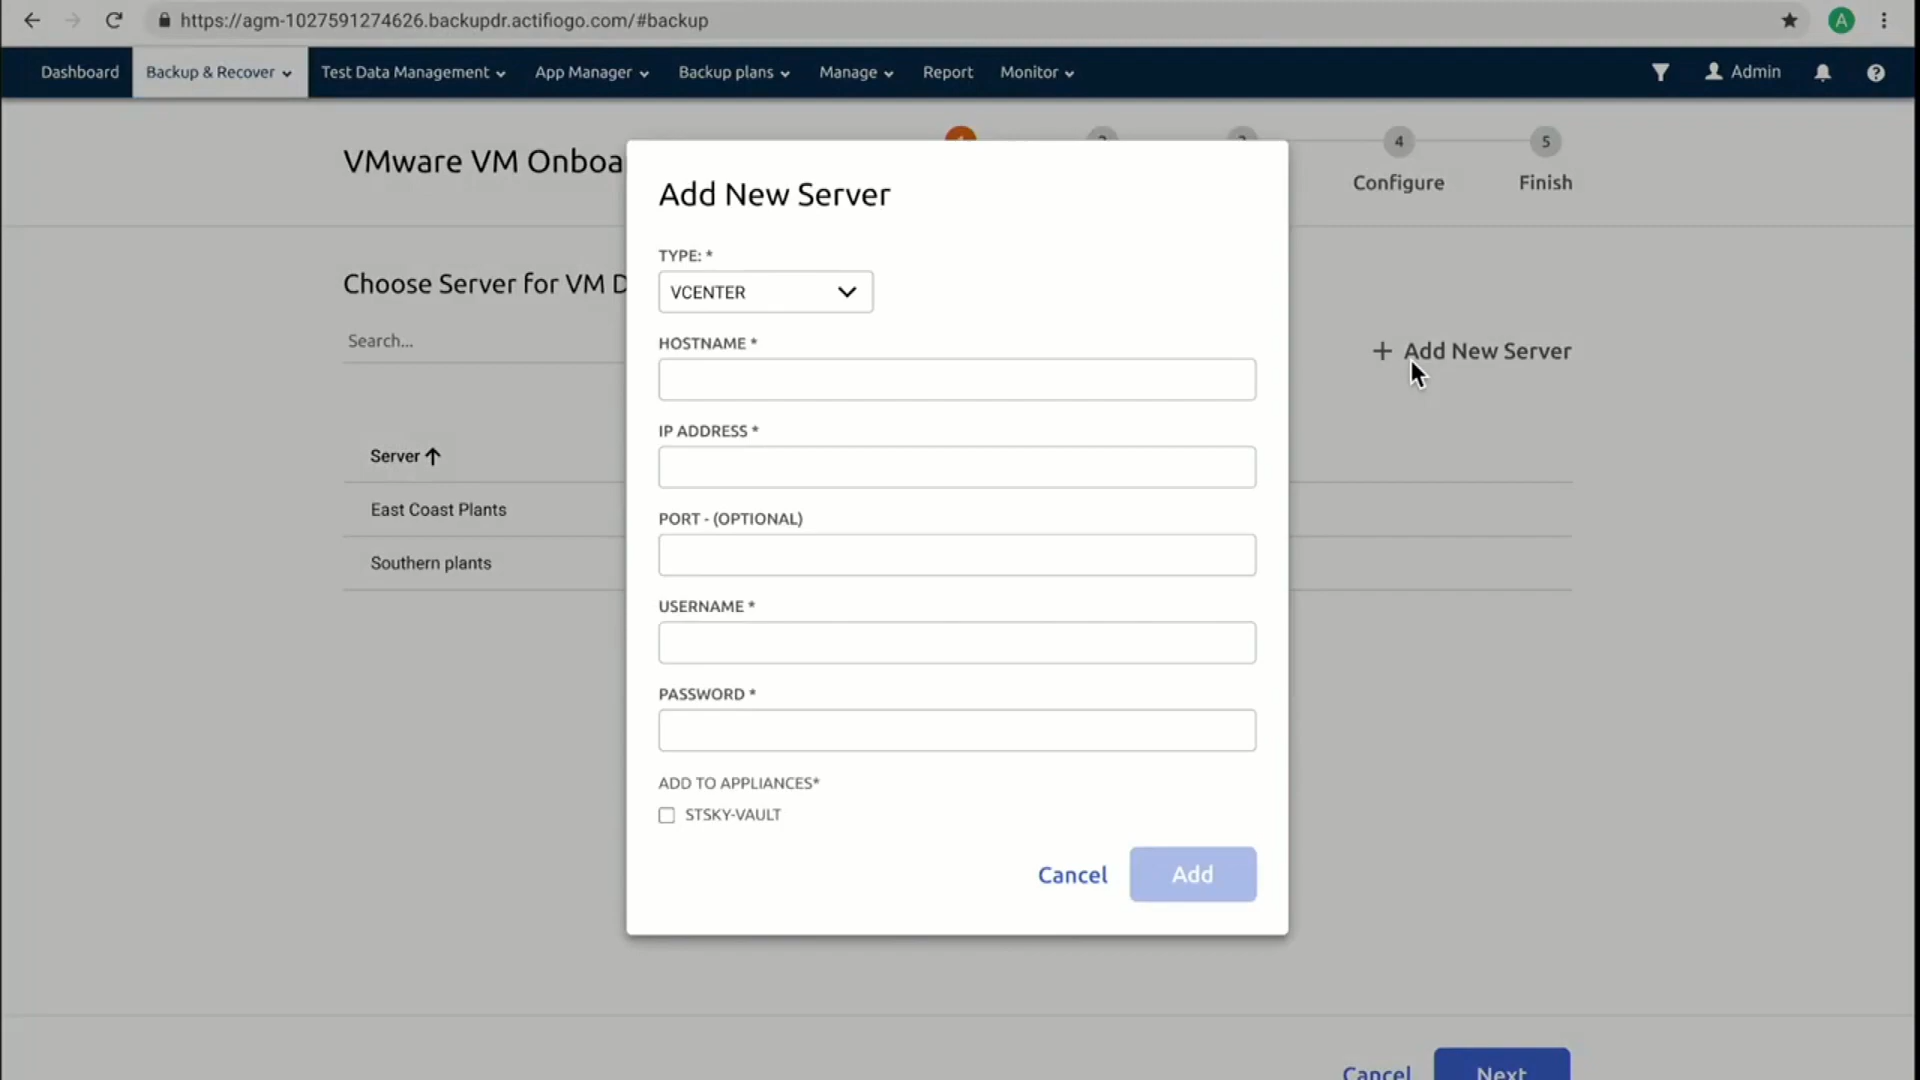 https://agm-1027591274626.backupdr.actifiogo.com/#backup
A
Dashboard Backup & Recover Test Data Management App Manager Backup plans Manage Report Monitor Admin ?
VMware VM Onboa
4 5
Configure Finish
Add New Server
TYPE: *
VCENTER
Choose Server for VM D
Search...
+ Add New Server
HOSTNAME *
IP ADDRESS *
Server
East Coast Plants
PORT - (OPTIONAL)
Southern plants
USERNAME *
PASSWORD *
ADD TO APPLIANCES*
STSKY-VAULT
Cancel Add
Cancel Next